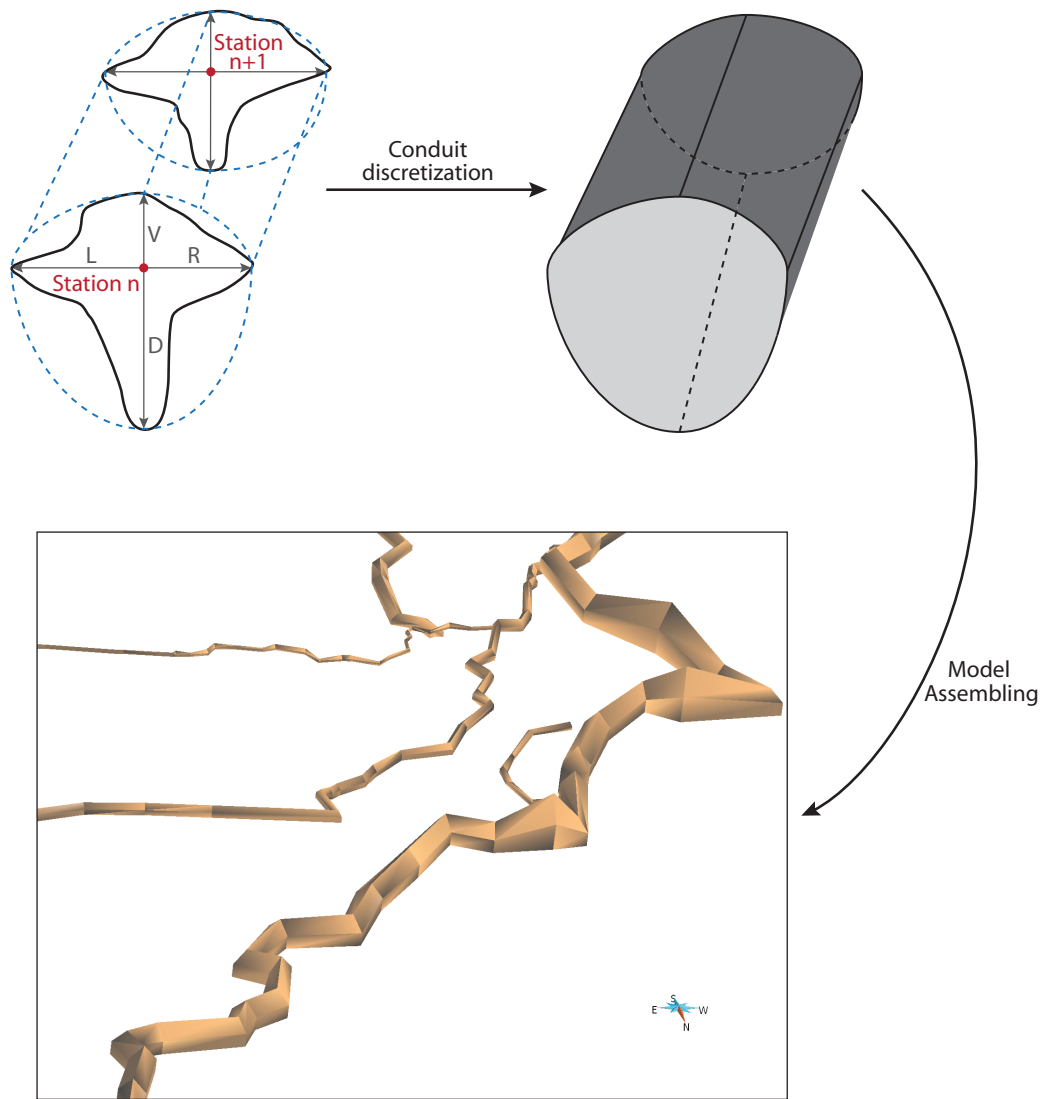 Station
n+1
Conduit
discretization
V
L
R
Station n
D
Model
Assembling
S
E
W
N